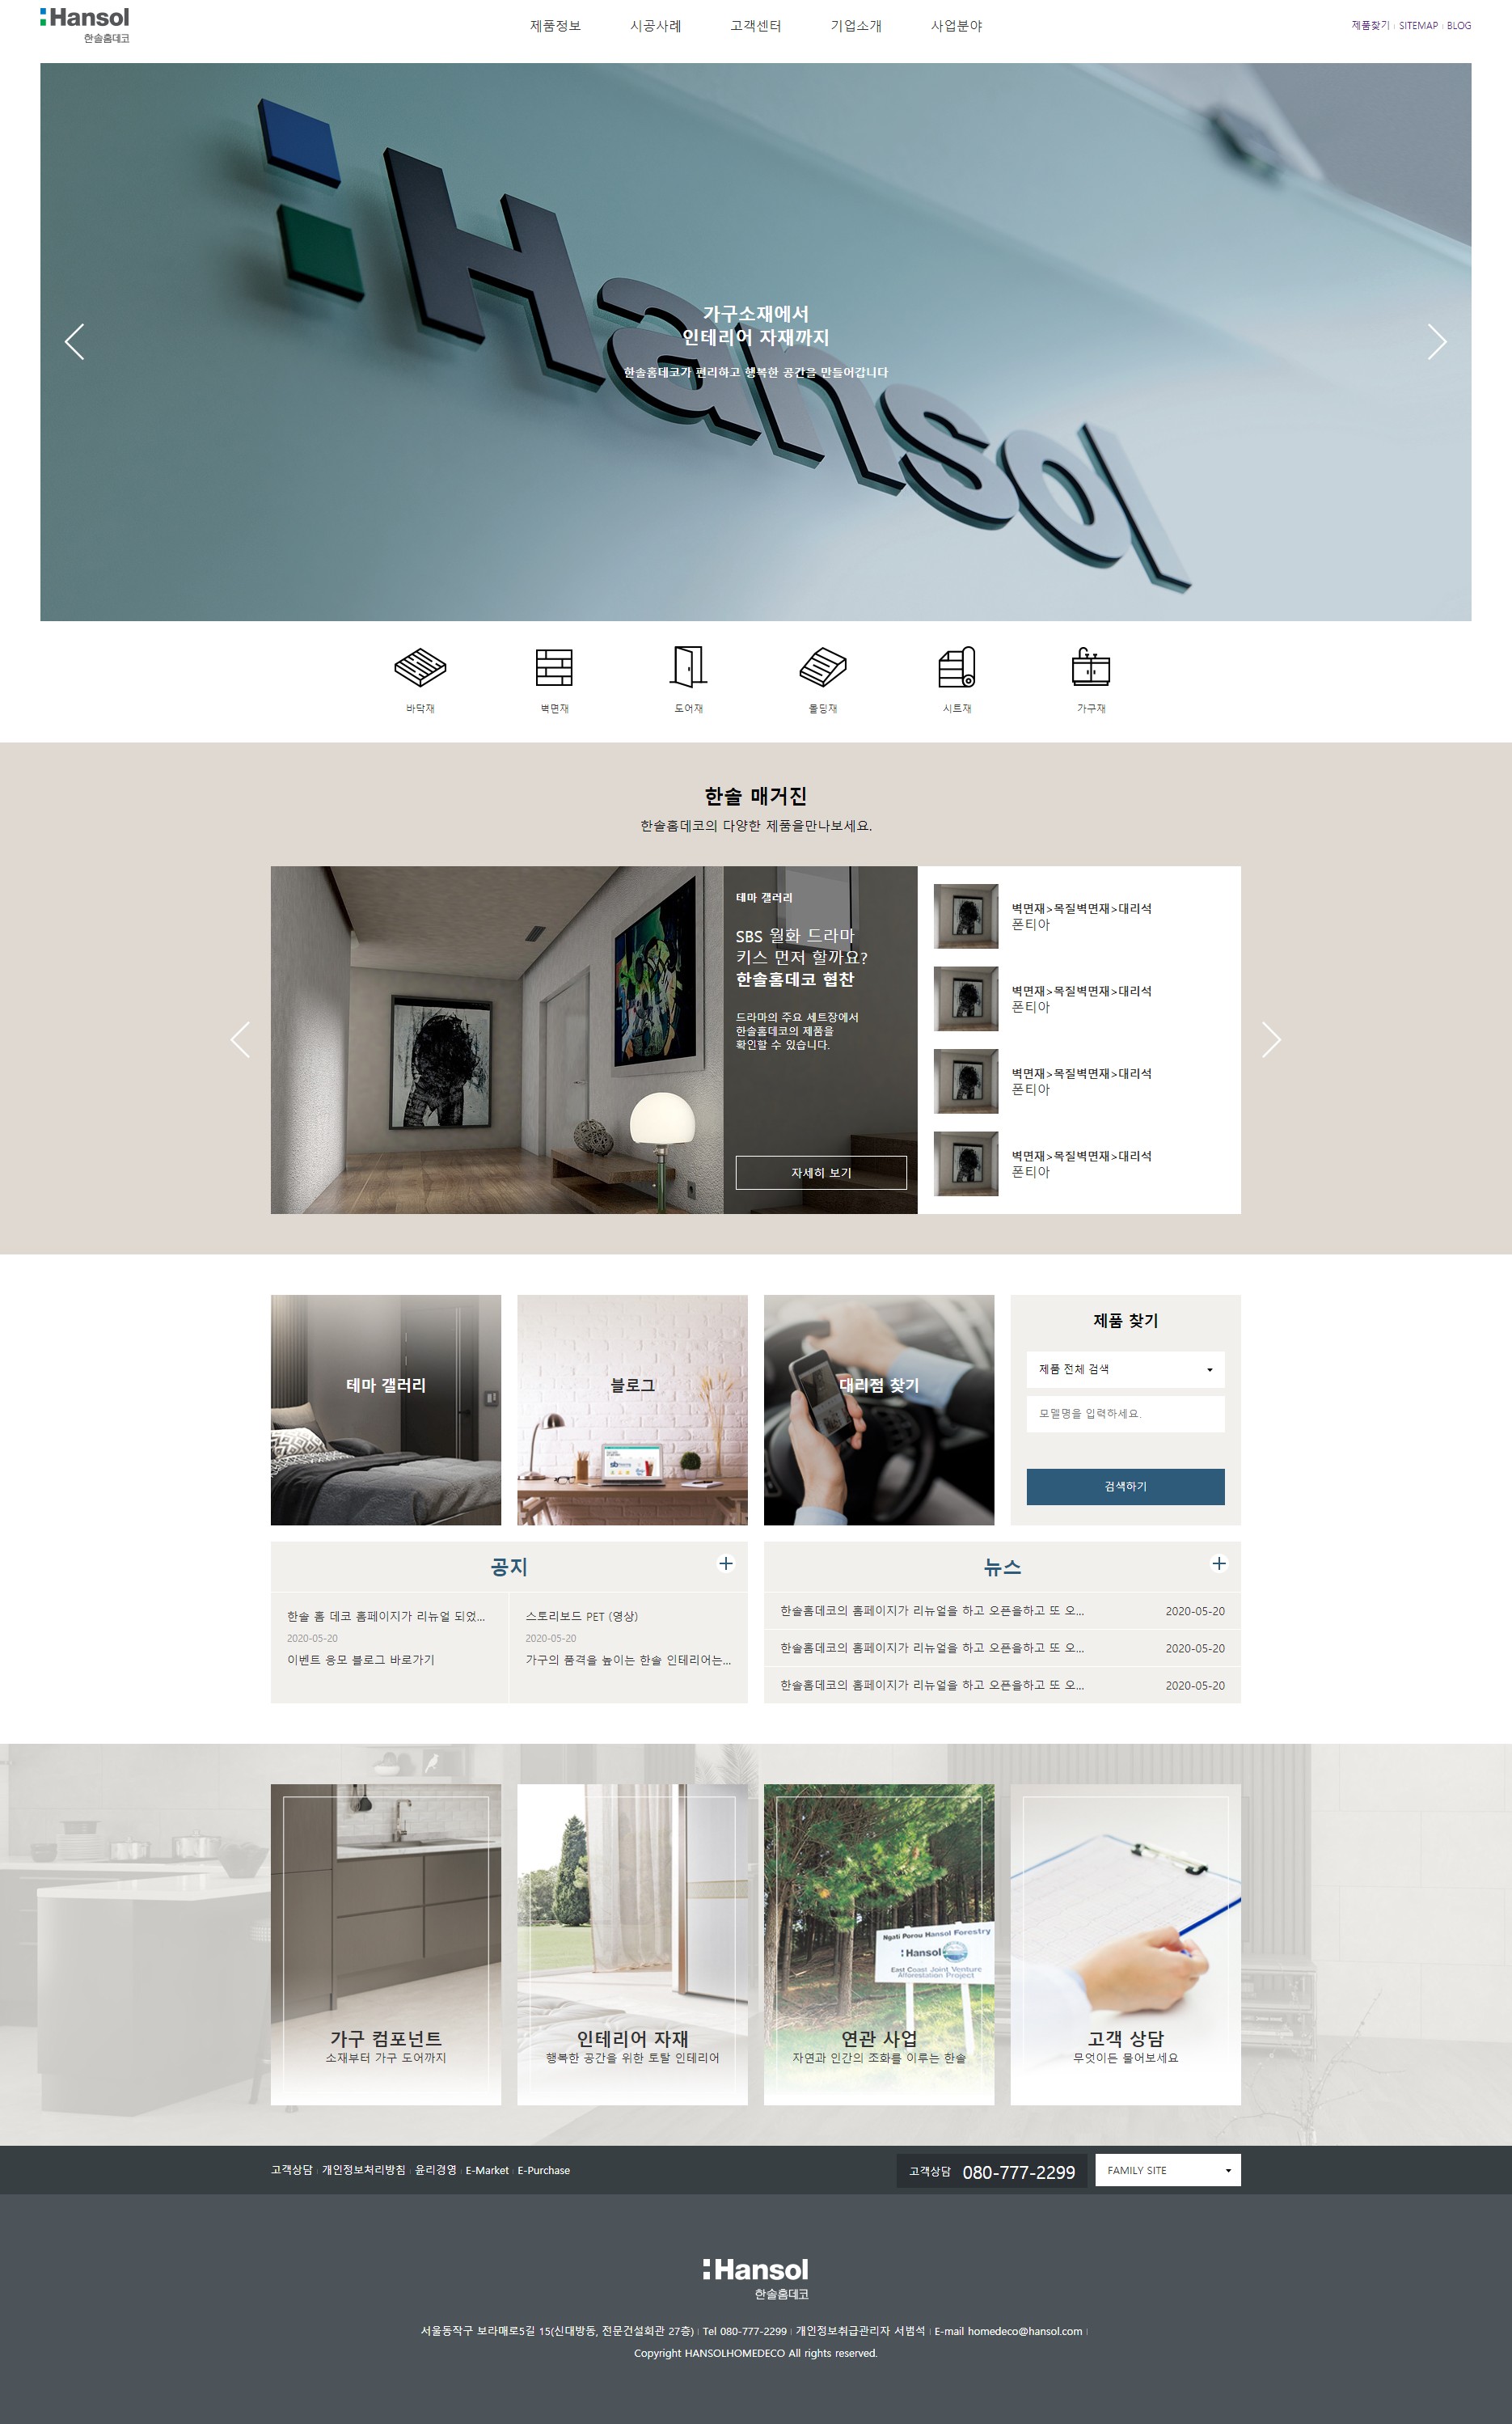 Hansol
한솔홈데코
제품정보
시공사례
고객센터
기업소개
사업분야
제품찾기 | SITEMAP | BLOG
Hansol
가구소재에서
인테리어 자재까지
한솔홈데코가 편리하고 행복한 공간을 만들어갑니다
바닥재
벽면재
도어재
몰딩재
시트재
가구재
한솔 매거진
한솔홈데코의 다양한 제품을만나보세요.
테마 갤러리
SBS 월화 드라마
키스 먼저 할까요?
한솔홈데코 협찬
드라마의 주요 세트장에서
한솔홈데코의 제품을
확인할 수 있습니다.
자세히 보기
벽면재>목질벽면재>대리석
폰티아
벽면재>목질벽면재>대리석
폰티아
벽면재>목질벽면재>대리석
폰티아
벽면재>목질벽면재>대리석
폰티아
테마 갤러리
블로그
대리점 찾기
제품 찾기
제품 전체 검색
모델명을 입력하세요.
검색하기
공지
한솔 홈 데코 홈페이지가 리뉴얼 되었...
2020-05-20
이벤트 응모 블로그 바로가기
스토리보드 PET (영상)
2020-05-20
가구의 품격을 높이는 한솔 인테리어는...
뉴스
한솔홈데코의 홈페이지가 리뉴얼을 하고 오픈을하고 또 오... 2020-05-20
한솔홈데코의 홈페이지가 리뉴얼을 하고 오픈을하고 또 오... 2020-05-20
한솔홈데코의 홈페이지가 리뉴얼을 하고 오픈을하고 또 오... 2020-05-20
가구 컴포넌트
소재부터 가구 도어까지
인테리어 자재
행복한 공간을 위한 토탈 인테리어
Ngati Porou Hansol Forestry
Hansol
East Coast Joint Venture
Afforestation Project
연관 사업
자연과 인간의 조화를 이루는 한솔
고객 상담
무엇이든 물어보세요
고객상담 | 개인정보처리방침 | 윤리경영 | E-Market | E-Purchase
고객상담 080-777-2299
FAMILY SITE
Hansol
한솔홈데코
서울동작구 보라매로5길 15(신대방동, 전문건설회관 27층) | Tel 080-777-2299 | 개인정보취급관리자 서범석 | E-mail homedeco@hansol.com |
Copyright HANSOLHOMEDECO All rights reserved.